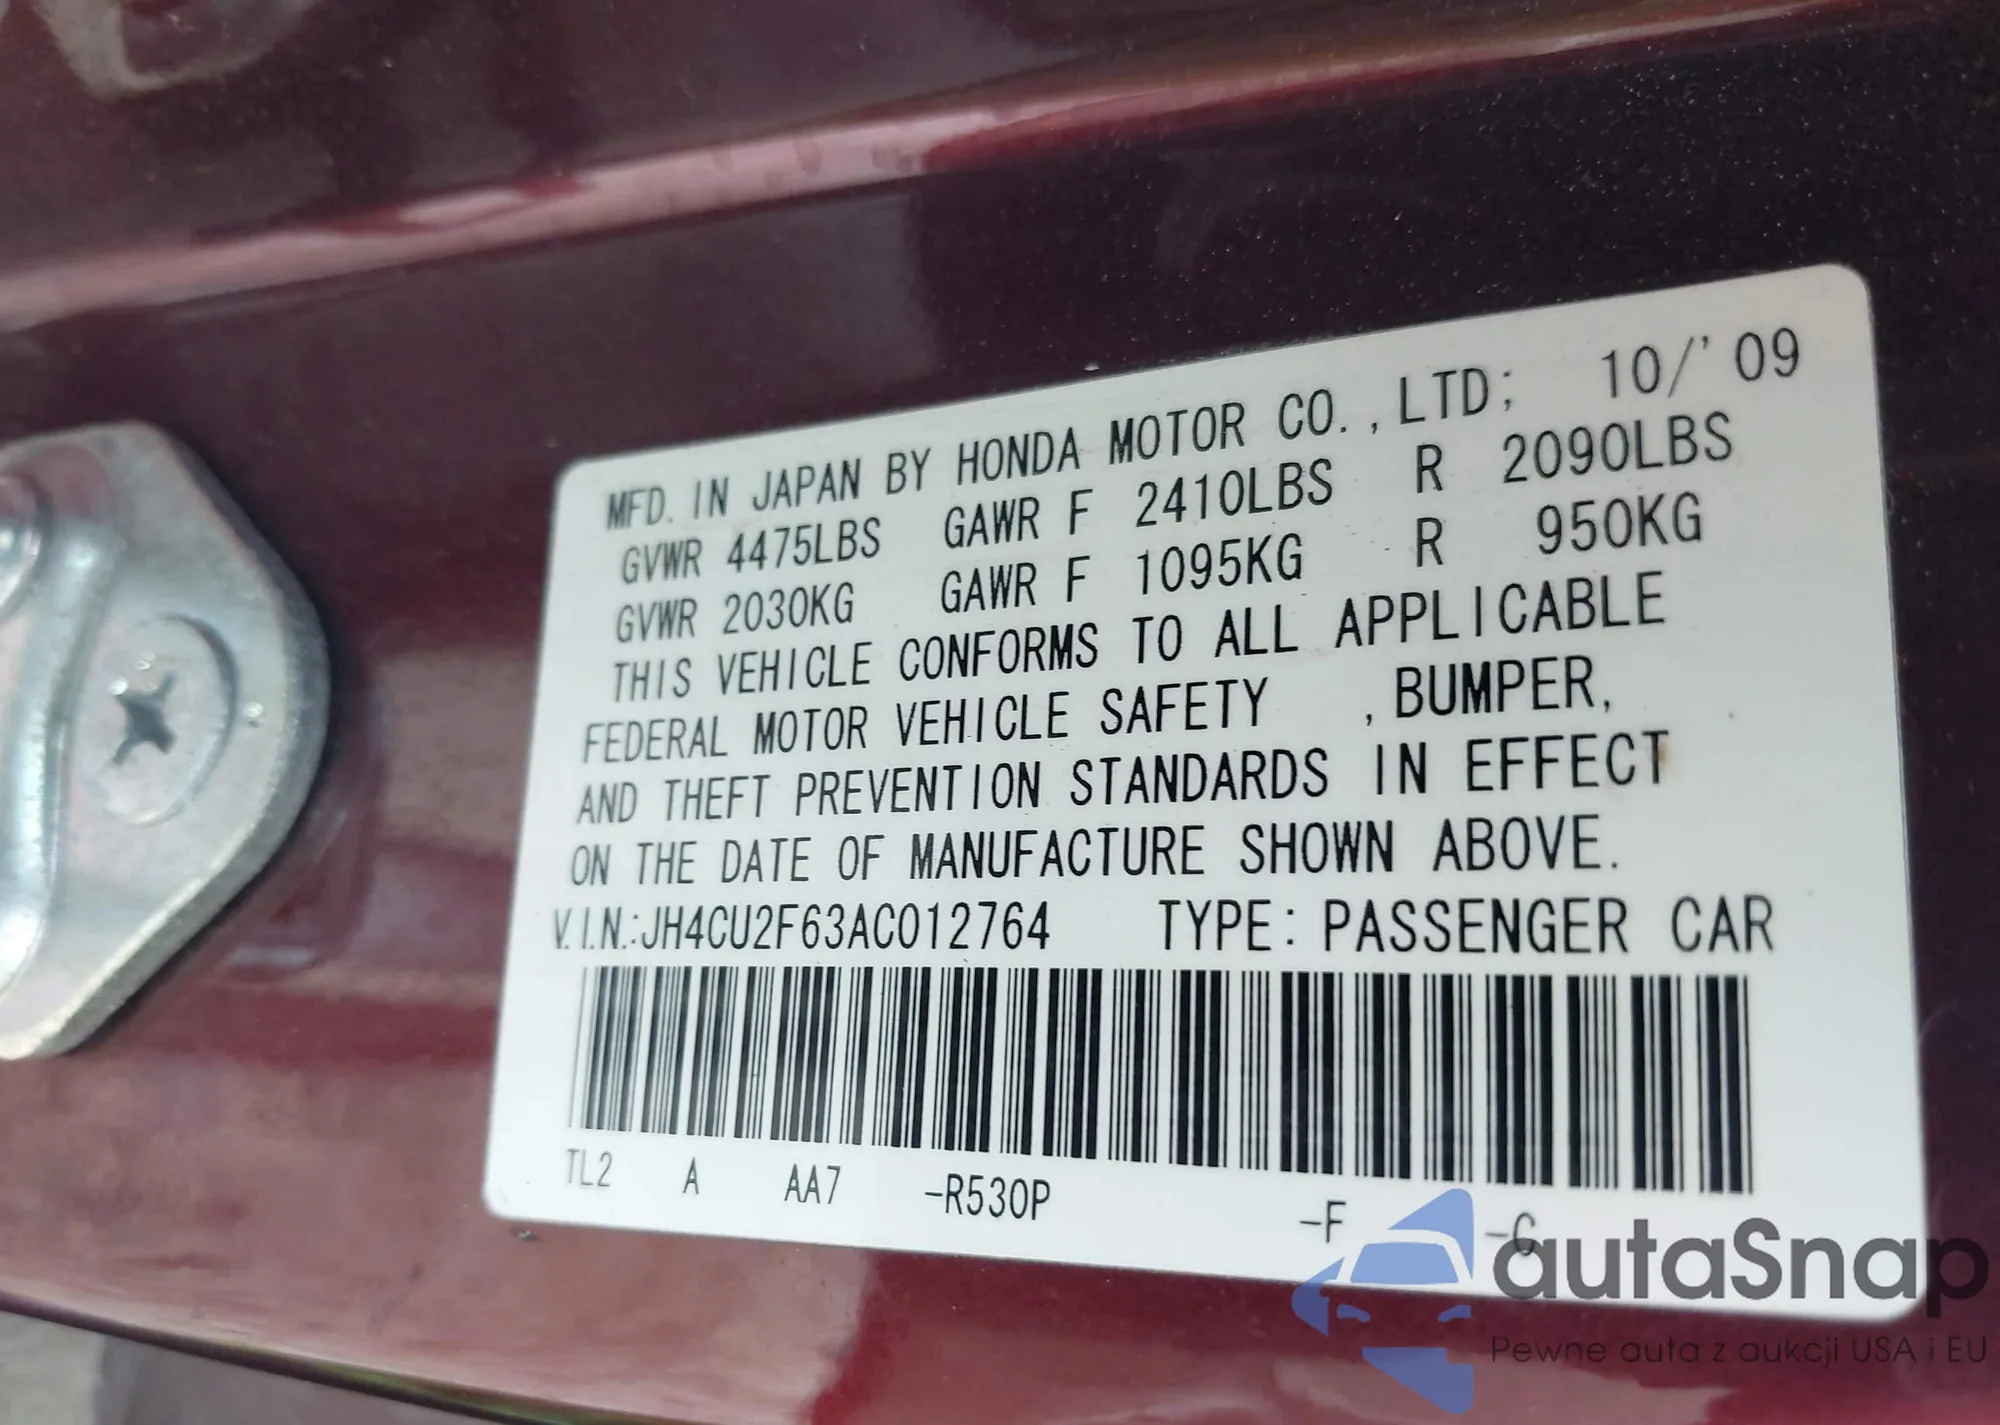 MFD. IN JAPAN BY HONDA MOTOR CO.,LTD; 10/'09
GVWR 4475LBS GAWR F 2410LBS R 2090LBS
GVWR 2030KG GAWR F 1095KG R 950KG
THIS VEHICLE CONFORMS TO ALL APPLICABLE
FEDERAL MOTOR VEHICLE SAFETY ,BUMPER,
AND THEFT PREVENTION STANDARDS IN EFFECT
ON THE DATE OF MANUFACTURE SHOWN ABOVE.
V.I.N.:JH4CU2F63AC012764 TYPE: PASSENGER CAR
TL2 A AA7 -R530P -F -C
autaSnap
Pewne auta z aukcji USA i EU